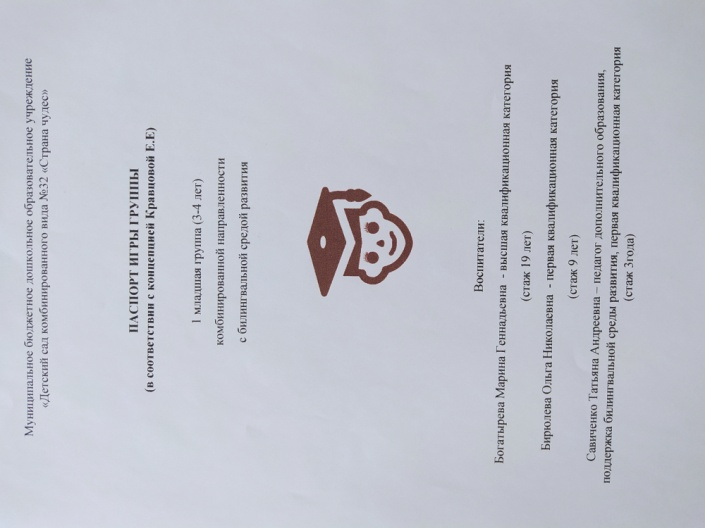 Муниципальное бюджетное дошкольное образовательное учреждение
«Детский сад комбинированного вида №32 «Страна чудес»
ПАСПОРТ ИГРЫ ГРУППЫ
(в соответствии с концепцией Кравцовой Е.Е)
1 младшая группа (3-4 лет)
комбинированной направленности
с билингвальной средой развития
Воспитатели:
Богатырева Марина Геннадьевна - высшая квалификационная категория
(стаж 19 лет)
Бирюлева Ольга Николаевна - первая квалификационная категория
(стаж 9 лет)
Савиченко Татьяна Андреевна – педагог дополнительного образования,
поддержка билингвальной среды развития, первая квалификационная категория
(стаж 3года)